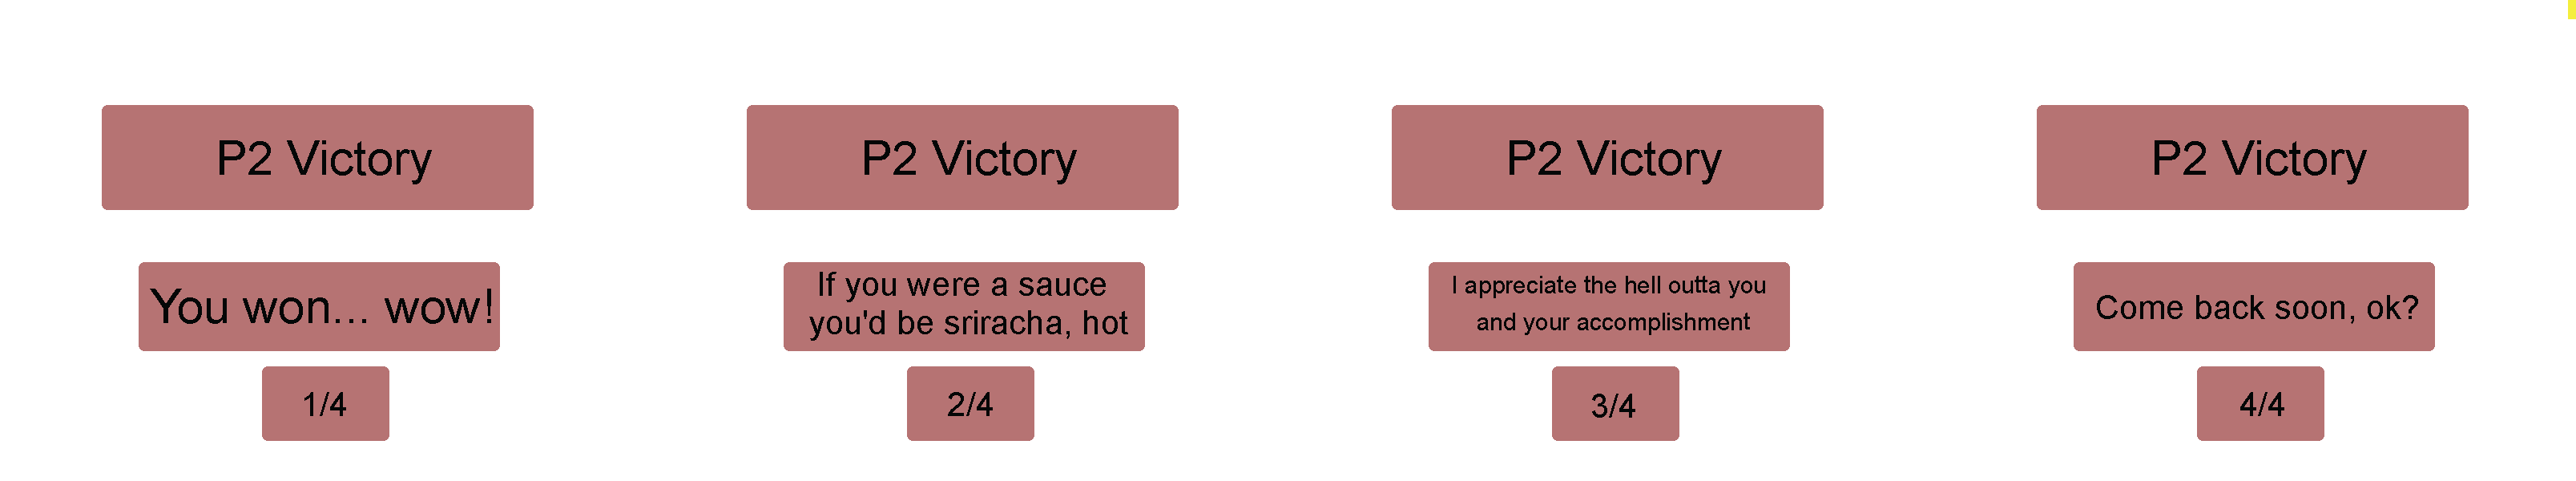 P2 Victory
You won... wow!
1/4
P2 Victory
If you were a sauce
you'd be sriracha, hot
2/4
P2 Victory
I appreciate the hell outta you
and your accomplishment
3/4
P2 Victory
Come back soon, ok?
4/4